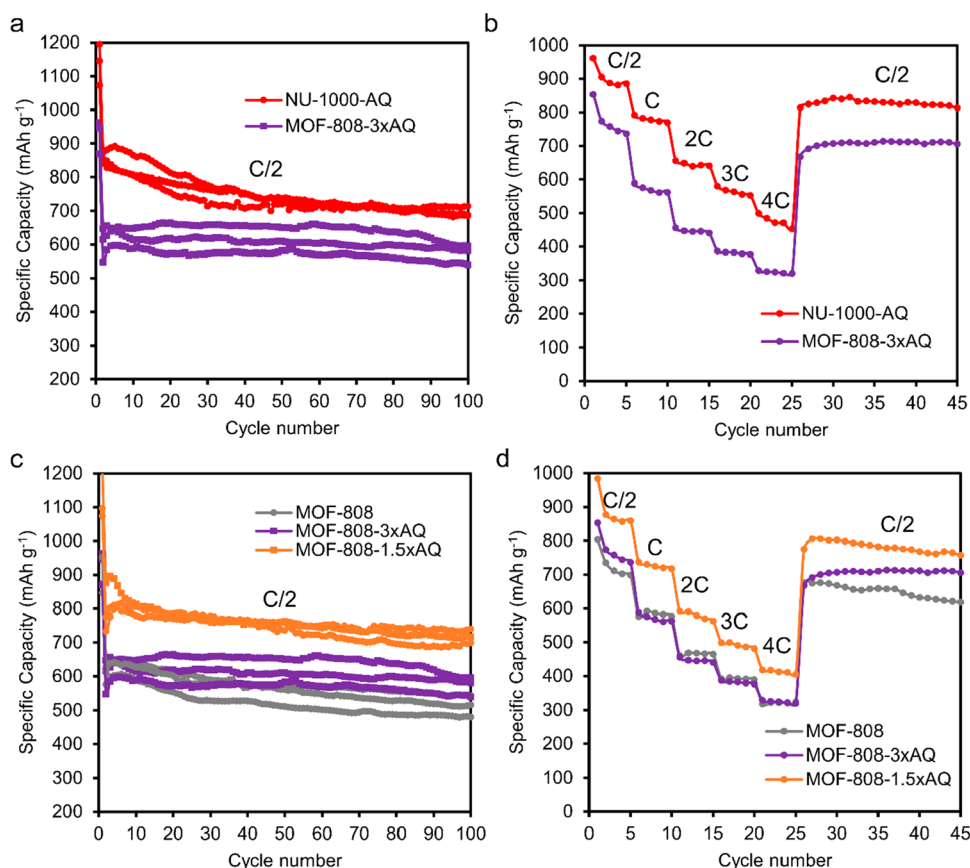 a
1200
1100
1000
900
800
700
600
500
400
300
200
Specific Capacity (mAh g⁻¹)
NU-1000-AQ
MOF-808-3xAQ
C/2
0 10 20 30 40 50 60 70 80 90 100
Cycle number
b
1000
900
800
700
600
500
400
300
200
100
0
Specific Capacity (mAh g⁻¹)
C/2
C
2C
3C
4C
C/2
NU-1000-AQ
MOF-808-3xAQ
0 5 10 15 20 25 30 35 40 45
Cycle number
c
1200
1100
1000
900
800
700
600
500
400
300
200
Specific Capacity (mAh g⁻¹)
MOF-808
MOF-808-3xAQ
MOF-808-1.5xAQ
C/2
0 10 20 30 40 50 60 70 80 90 100
Cycle number
d
1000
900
800
700
600
500
400
300
200
100
0
Specific Capacity (mAh g⁻¹)
C/2
C
2C
3C
4C
C/2
MOF-808
MOF-808-3xAQ
MOF-808-1.5xAQ
0 5 10 15 20 25 30 35 40 45
Cycle number